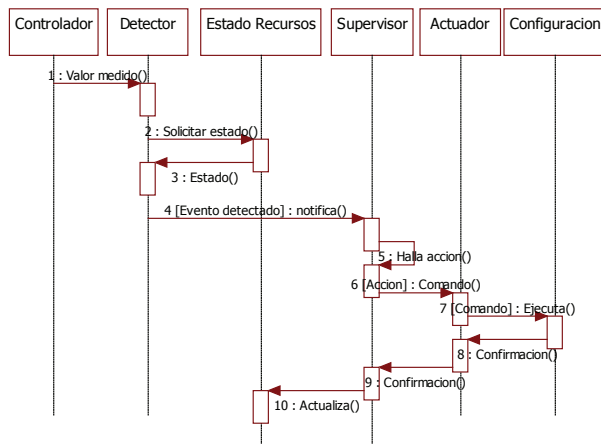 Controlador
Detector
Estado Recursos
Supervisor
Actuador
Configuracion
1 : Valor medido()
2 : Solicitar estado()
3 : Estado()
4 [Evento detectado] : notifica()
5 : Halla accion()
6 [Accion] : Comando()
7 [Comando] : Ejecuta()
8 : Confirmacion()
9 : Confirmacion()
10 : Actualiza()